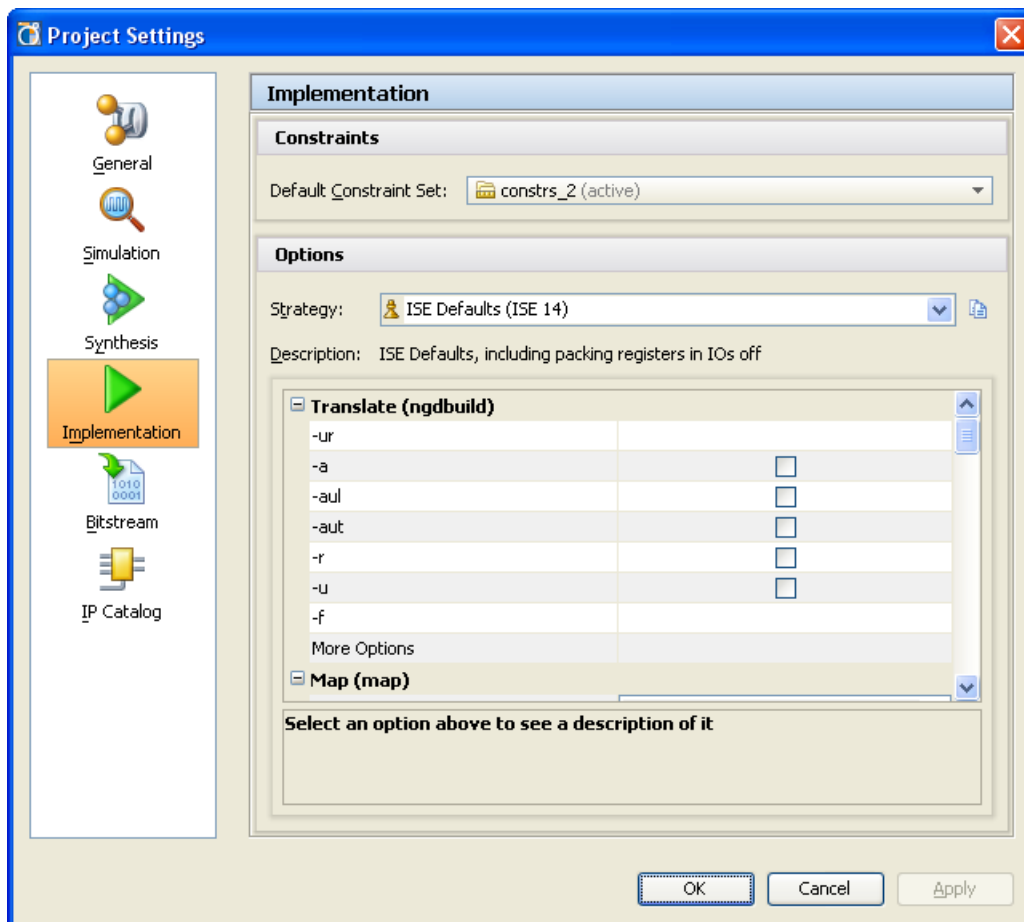 Project Settings
General
Simulation
Synthesis
Implementation
1010
0001
Bitstream
IP Catalog
Implementation
Constraints
Default Constraint Set: constrs_2 (active)
Options
Strategy: ISE Defaults (ISE 14)
Description: ISE Defaults, including packing registers in IOs off
Translate (ngdbuild)
-ur
-a
-aul
-aut
-r
-u
-f
More Options
Map (map)
Select an option above to see a description of it
OK Cancel Apply